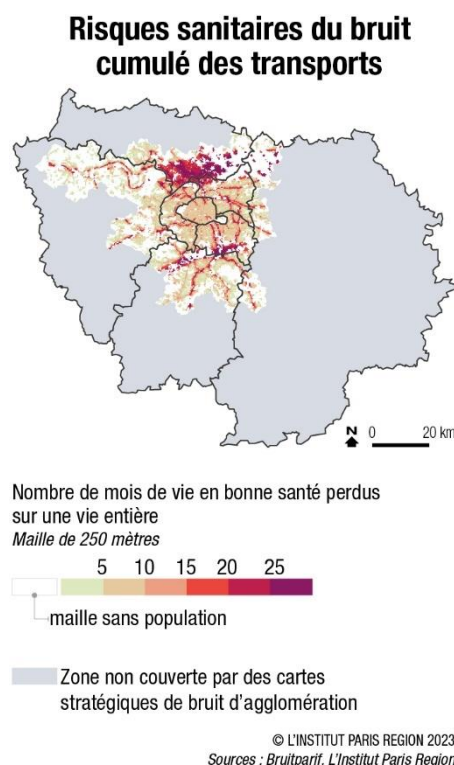 Risques sanitaires du bruit
cumulé des transports
N 0 20 km
Nombre de mois de vie en bonne santé perdus
sur une vie entière
Maille de 250 mètres
5 10 15 20 25
maille sans population
Zone non couverte par des cartes
stratégiques de bruit d'agglomération
© L'INSTITUT PARIS REGION 2023
Sources : Bruitparif, L'Institut Paris Region